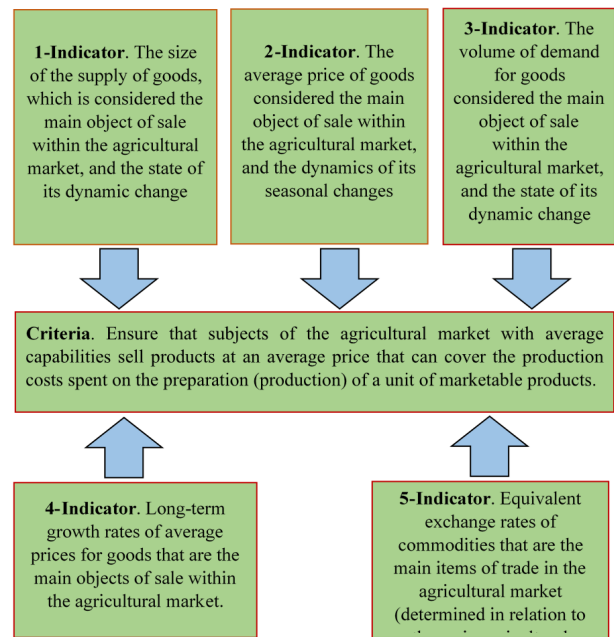 1-Indicator. The size
of the supply of goods,
which is considered the
main object of sale
within the agricultural
market, and the state of
its dynamic change
2-Indicator. The
average price of goods
considered the main
object of sale within
the agricultural market,
and the dynamics of its
seasonal changes
3-Indicator. The
volume of demand
for goods
considered the main
object of sale
within the
agricultural market,
and the state of its
dynamic change
Criteria. Ensure that subjects of the agricultural market with average
capabilities sell products at an average price that can cover the production
costs spent on the preparation (production) of a unit of marketable products.
4-Indicator. Long-term
growth rates of average
prices for goods that are the
main objects of sale within
the agricultural market.
5-Indicator. Equivalent
exchange rates of
commodities that are the
main items of trade in the
agricultural market
(determined in relation to